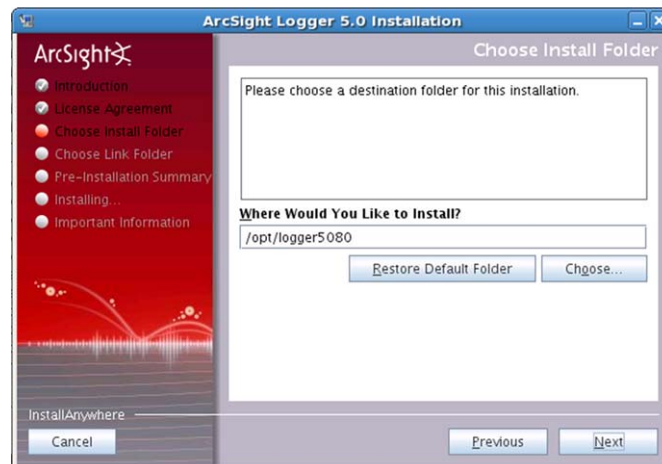 ArcSight Logger 5.0 Installation
ArcSight
Choose Install Folder
Introduction
License Agreement
Choose Install Folder
Choose Link Folder
Pre-Installation Summary
Installing...
Important Information
Please choose a destination folder for this installation.
Where Would You Like to Install?
/opt/logger5080
Restore Default Folder
Choose...
InstallAnywhere
Cancel
Previous
Next